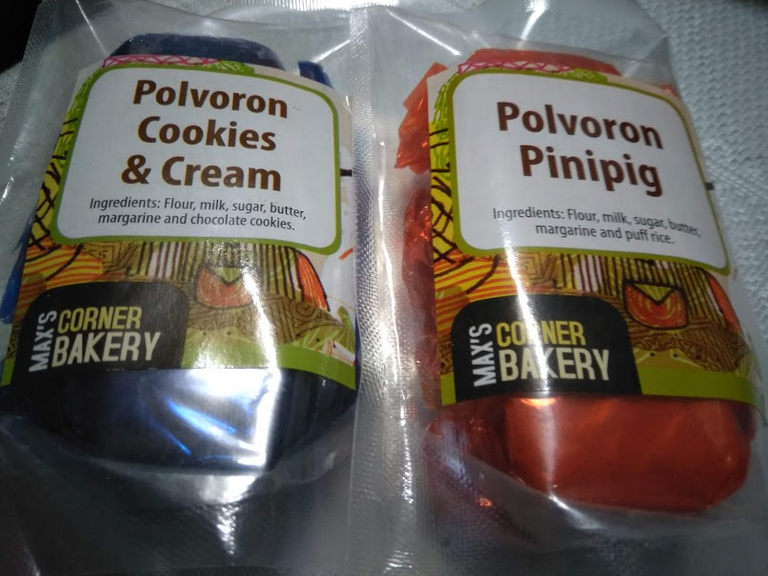 Polvoron
Cookies
& Cream
Ingredients: Flour, milk, sugar, butter,
margarine and chocolate cookies.
MAX'S CORNER
BAKERY
Polvoron
Pinipig
Ingredients: Flour, milk, sugar, butter,
margarine and puff rice.
MAX'S CORNER
BAKERY